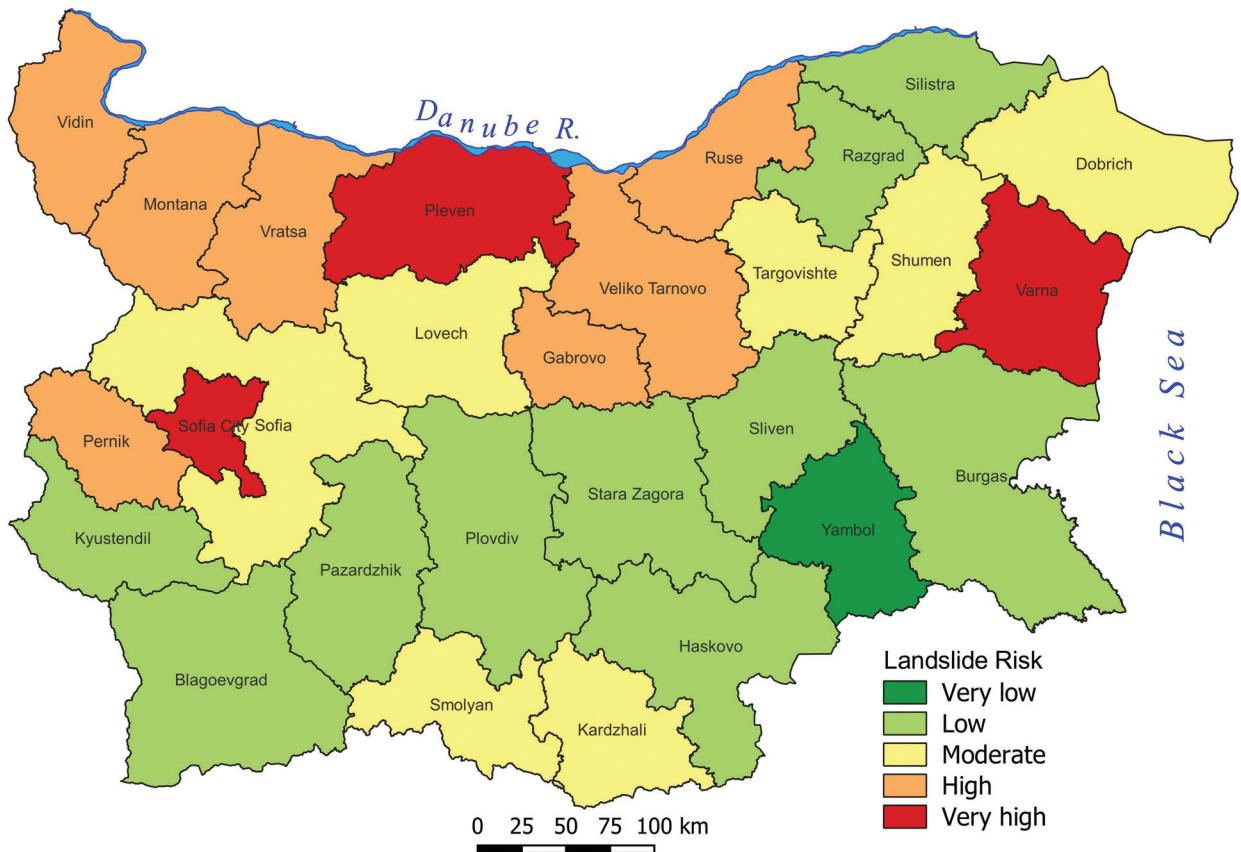 Silistra
Vidin
Danube R.
Ruse
Razgrad
Dobrich
Montana
Pleven
Vratsa
Shumen
Targovishte
Veliko Tarnovo
Varna
Lovech
Gabrovo
Black Sea
Sofia City Sofia
Pernik
Sliven
Burgas
Stara Zagora
Yambol
Kyustendil
Plovdiv
Pazardzhik
Haskovo
Blagoevgrad
Smolyan
Kardzhali
Landslide Risk
Very low
Low
Moderate
High
Very high
0 25 50 75 100 km